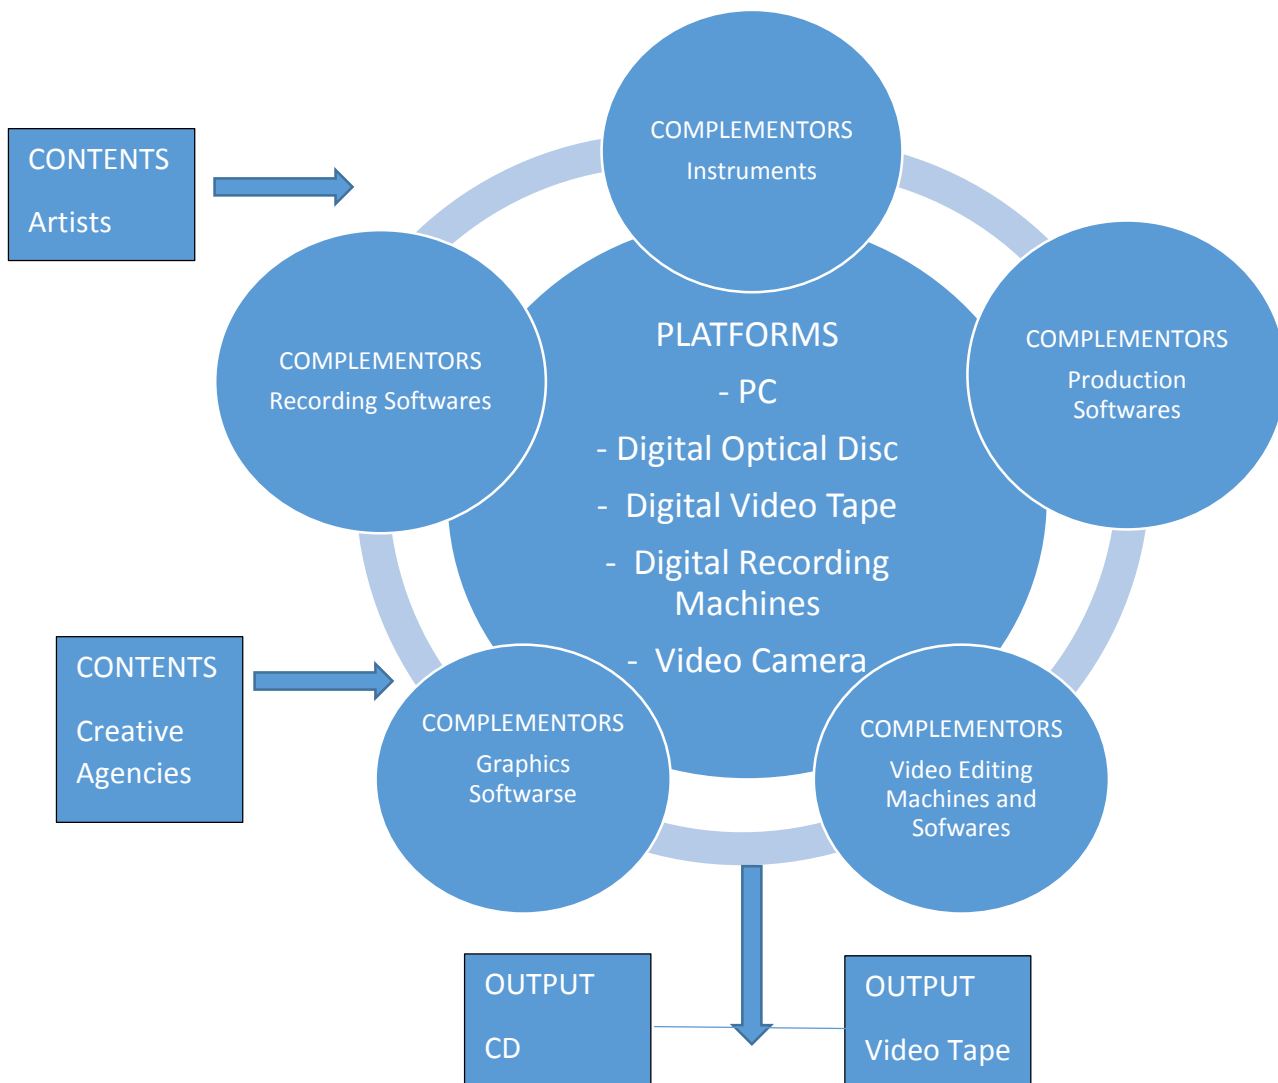 COMPLEMENTORS
Instruments
CONTENTS
Artists
COMPLEMENTORS
Recording Softwares
COMPLEMENTORS
Production
Softwares
PLATFORMS
- PC
- Digital Optical Disc
- Digital Video Tape
- Digital Recording
Machines
- Video Camera
CONTENTS
Creative
Agencies
COMPLEMENTORS
Graphics
Softwarse
COMPLEMENTORS
Video Editing
Machines and
Sofwares
OUTPUT
CD
OUTPUT
Video Tape